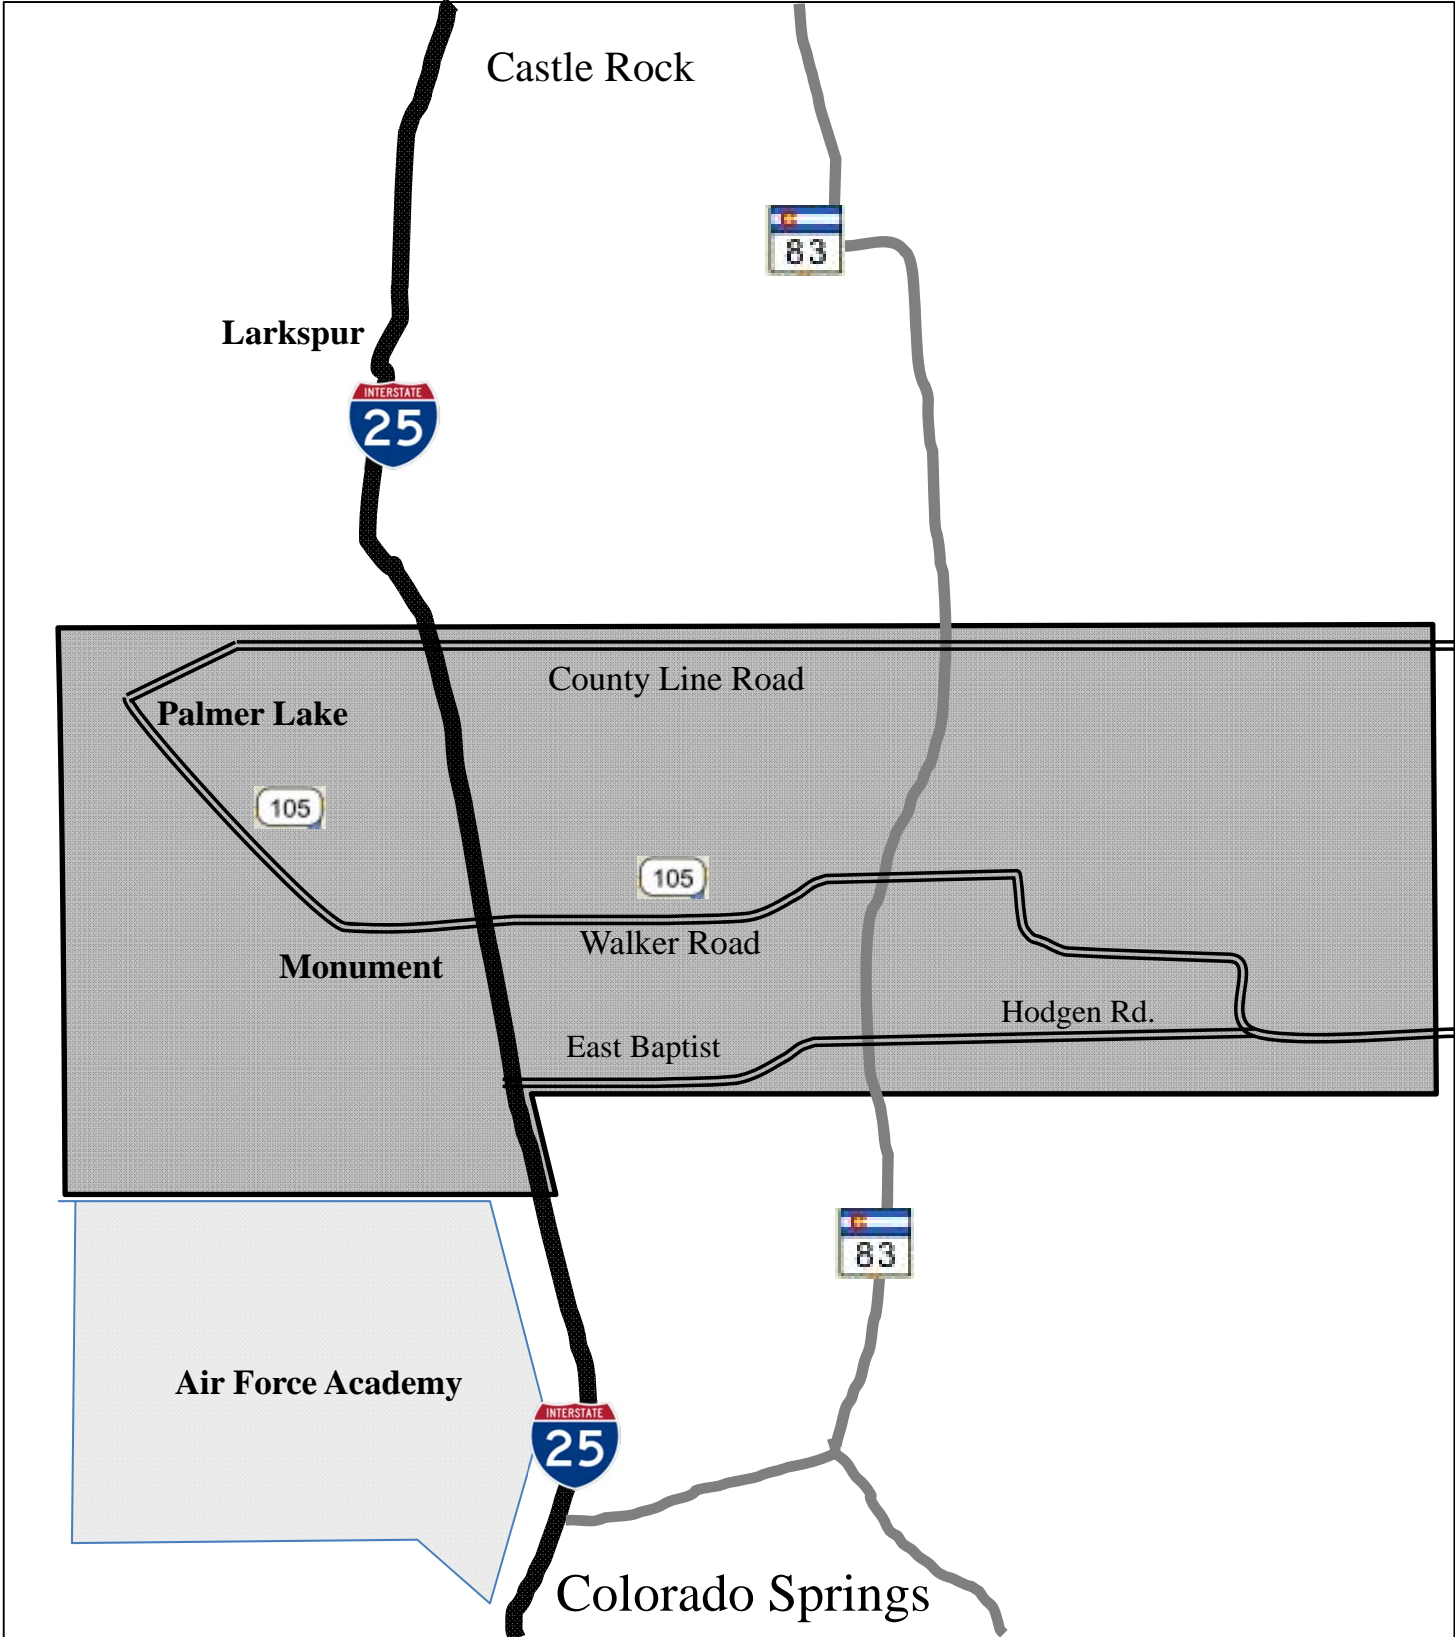 Castle Rock
83
Larkspur
INTERSTATE
25
County Line Road
Palmer Lake
105
105
Walker Road
Monument
Hodgen Rd.
East Baptist
83
Air Force Academy
INTERSTATE
25
Colorado Springs